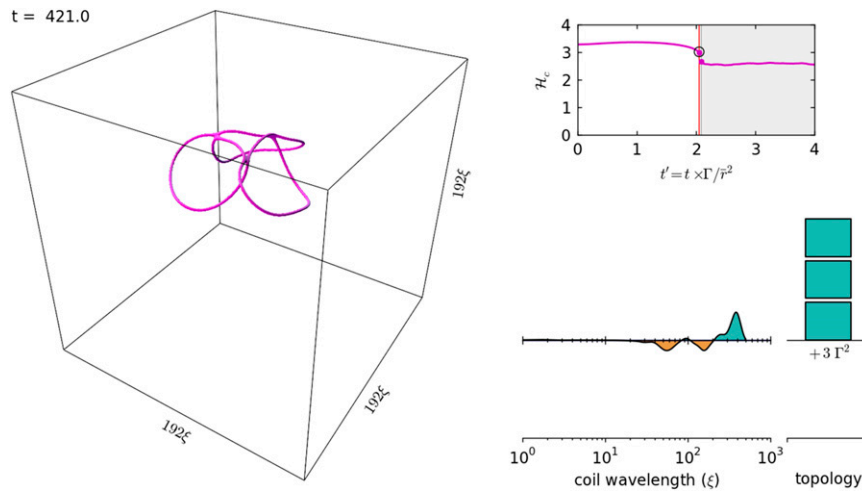 t = 421.0
192ξ
192ξ
192ξ
ℋ_c
4
3
2
1
0
0 1 2 3 4
t′ = t × Γ/r̄²
+3 Γ²
10⁰ 10¹ 10² 10³
coil wavelength (ξ)
topology